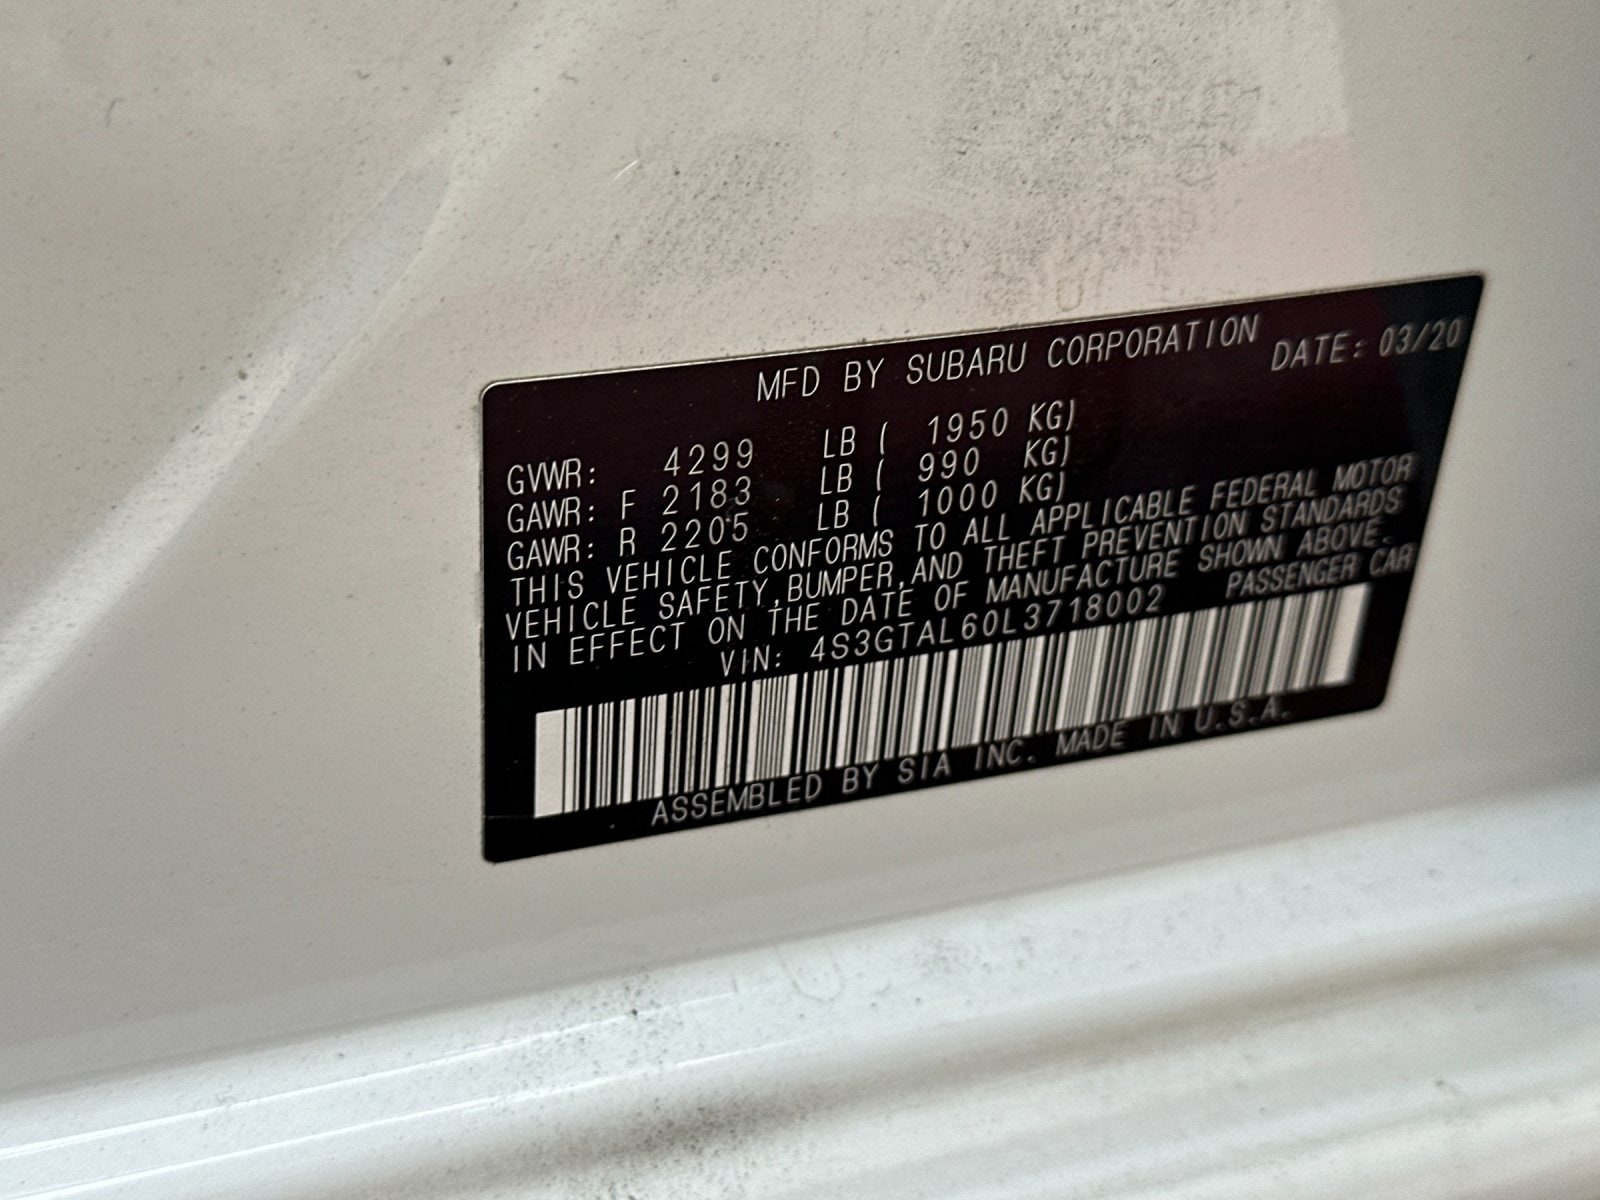 MFD BY SUBARU CORPORATION DATE: 03/20
GVWR: 4299 LB ( 1950 KG)
GAWR: F 2183 LB ( 990 KG)
GAWR: R 2205 LB ( 1000 KG)
THIS VEHICLE CONFORMS TO ALL APPLICABLE FEDERAL MOTOR
VEHICLE SAFETY,BUMPER,AND THEFT PREVENTION STANDARDS
IN EFFECT ON THE DATE OF MANUFACTURE SHOWN ABOVE.
VIN: 4S3GTAL60L3718002 PASSENGER CAR
ASSEMBLED BY SIA INC. MADE IN U.S.A.